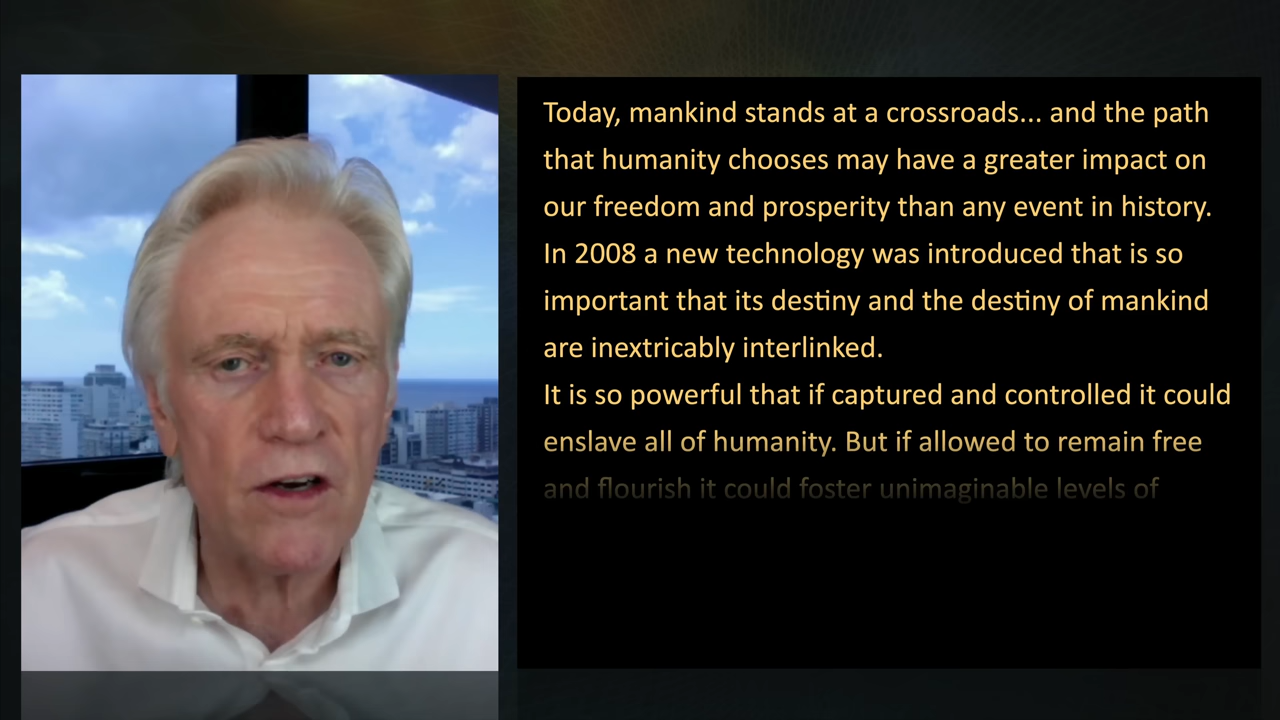 Today, mankind stands at a crossroads... and the path
that humanity chooses may have a greater impact on
our freedom and prosperity than any event in history.
In 2008 a new technology was introduced that is so
important that its destiny and the destiny of mankind
are inextricably interlinked.
It is so powerful that if captured and controlled it could
enslave all of humanity. But if allowed to remain free
and flourish it could foster unimaginable levels of